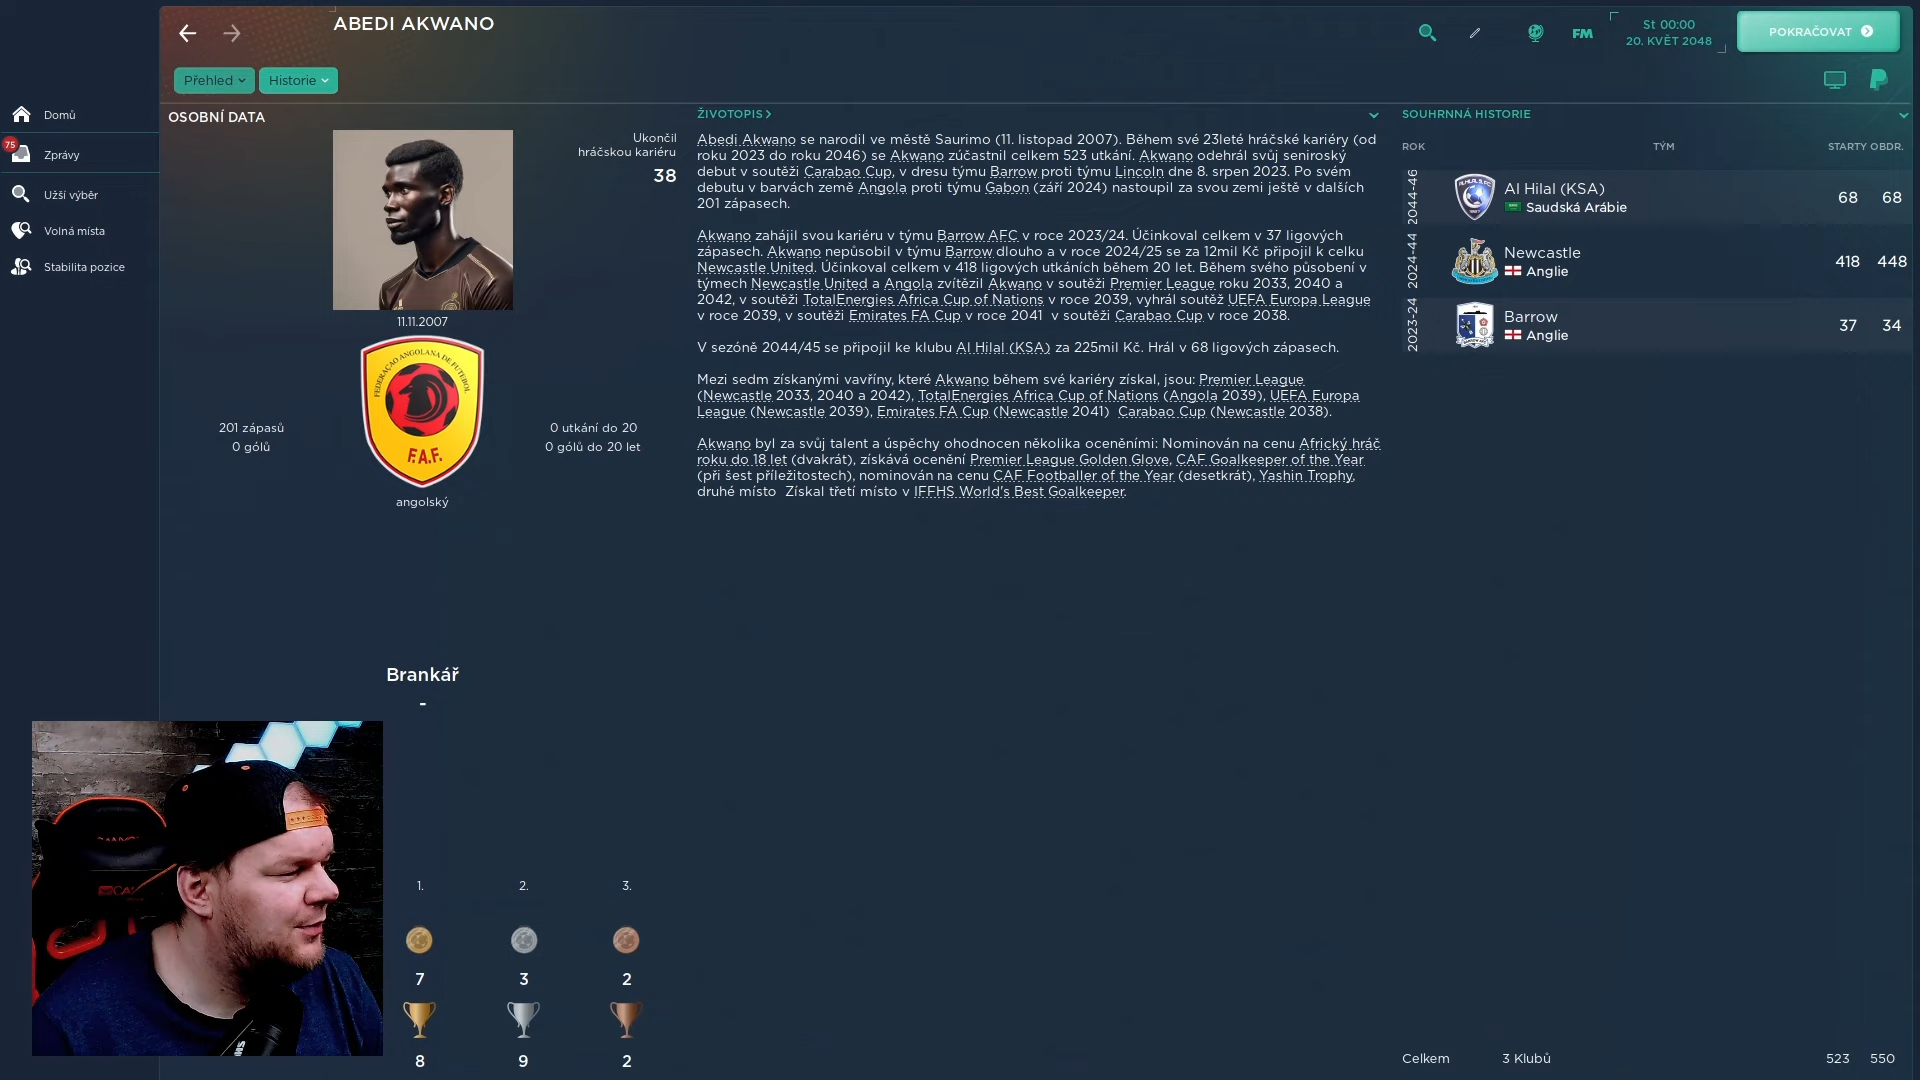 ABEDI AKWANO
St 00:00
20. KVĚT 2048
FM
POKRAČOVAT
Přehled
Historie
Domů
75
Zprávy
Užší výběr
Volná místa
Stabilita pozice
OSOBNÍ DATA
Ukončil
hráčskou kariéru
38
11.11.2007
FEDERAÇÃO ANGOLANA DE FUTEBOL
F.A.F.
201 zápasů
0 gólů
0 utkání do 20
0 gólů do 20 let
angolský
Brankář
-
1. 2. 3.
7 3 2
8 9 2
ŽIVOTOPIS
Abedi Akwano se narodil ve městě Saurimo (11. listopad 2007). Během své 23leté hráčské kariéry (od
roku 2023 do roku 2046) se Akwano zúčastnil celkem 523 utkání. Akwano odehrál svůj seniroský
debut v soutěži Carabao Cup, v dresu týmu Barrow proti týmu Lincoln dne 8. srpen 2023. Po svém
debutu v barvách země Angola proti týmu Gabon (září 2024) nastoupil za svou zemi ještě v dalších
201 zápasech.
Akwano zahájil svou kariéru v týmu Barrow AFC v roce 2023/24. Účinkoval celkem v 37 ligových
zápasech. Akwano nepůsobil v týmu Barrow dlouho a v roce 2024/25 se za 12mil Kč připojil k celku
Newcastle United. Účinkoval celkem v 418 ligových utkáních během 20 let. Během svého působení v
týmech Newcastle United a Angola zvítězil Akwano v soutěži Premier League roku 2033, 2040 a
2042, v soutěži TotalEnergies Africa Cup of Nations v roce 2039, vyhrál soutěž UEFA Europa League
v roce 2039, v soutěži Emirates FA Cup v roce 2041  v soutěži Carabao Cup v roce 2038.
V sezóně 2044/45 se připojil ke klubu Al Hilal (KSA) za 225mil Kč. Hrál v 68 ligových zápasech.
Mezi sedm získanými vavříny, které Akwano během své kariéry získal, jsou: Premier League
(Newcastle 2033, 2040 a 2042), TotalEnergies Africa Cup of Nations (Angola 2039), UEFA Europa
League (Newcastle 2039), Emirates FA Cup (Newcastle 2041)  Carabao Cup (Newcastle 2038).
Akwano byl za svůj talent a úspěchy ohodnocen několika oceněními: Nominován na cenu Africký hráč
roku do 18 let (dvakrát), získává ocenění Premier League Golden Glove, CAF Goalkeeper of the Year
(při šest příležitostech), nominován na cenu CAF Footballer of the Year (desetkrát), Yashin Trophy,
druhé místo  Získal třetí místo v IFFHS World's Best Goalkeeper.
SOUHRNNÁ HISTORIE
ROK TÝM STARTY OBDR.
2044-46 Al Hilal (KSA) 68 68
Saudská Arábie
2024-44 Newcastle 418 448
Anglie
2023-24 Barrow 37 34
Anglie
Celkem 3 Klubů 523 550